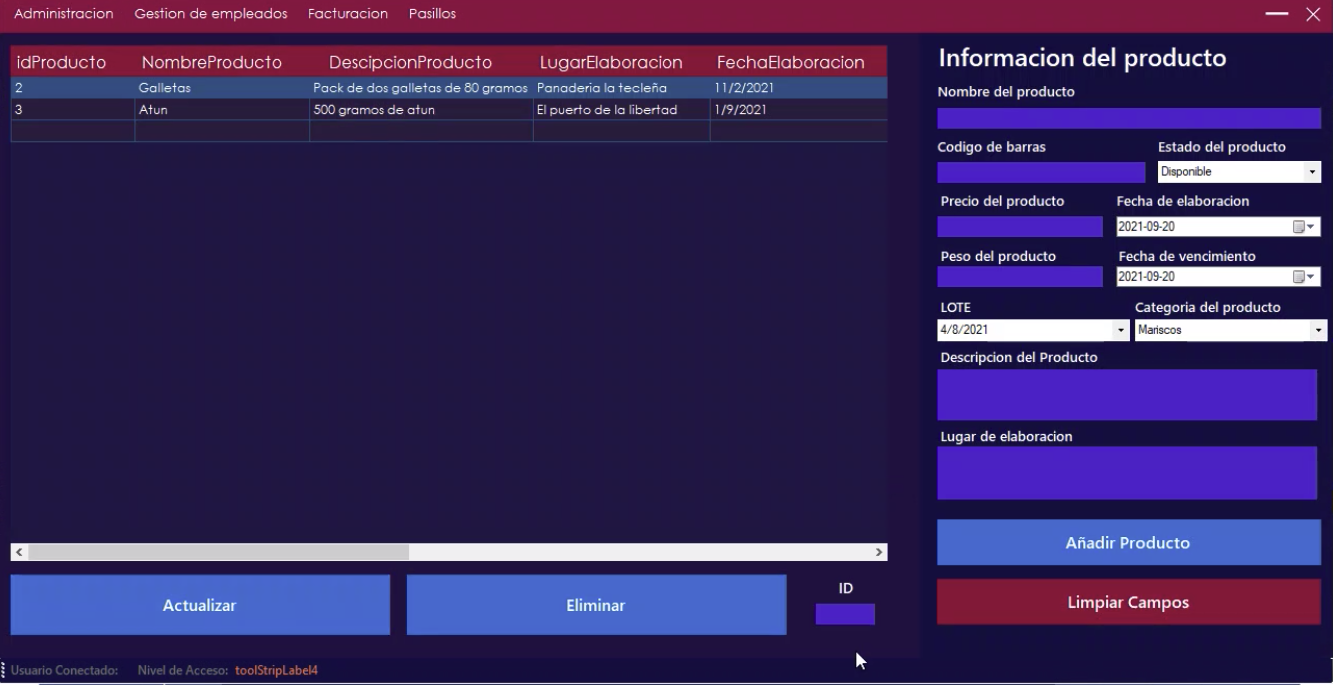 Administracion Gestion de empleados Facturacion Pasillos
idProducto NombreProducto DescipcionProducto LugarElaboracion FechaElaboracion
2 Galletas Pack de dos galletas de 80 gramos Panaderia la tecleña 11/2/2021
3 Atun 500 gramos de atun El puerto de la libertad 1/9/2021
Informacion del producto
Nombre del producto
Codigo de barras Estado del producto
Disponible
Precio del producto Fecha de elaboracion
2021-09-20
Peso del producto Fecha de vencimiento
2021-09-20
LOTE Categoria del producto
4/8/2021 Mariscos
Descripcion del Producto
Lugar de elaboracion
Añadir Producto
Limpiar Campos
Actualizar Eliminar ID
Usuario Conectado: Nivel de Acceso: toolStripLabel4